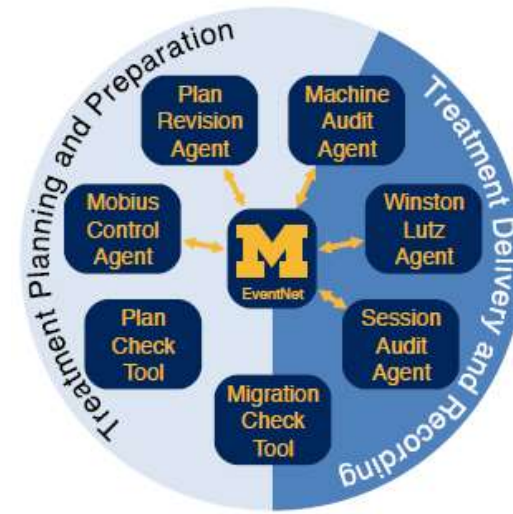 Treatment Planning and Preparation
Treatment Delivery and Recording
Plan
Revision
Agent
Machine
Audit
Agent
Mobius
Control
Agent
M
EventNet
Winston
Lutz
Agent
Plan
Check
Tool
Session
Audit
Agent
Migration
Check
Tool